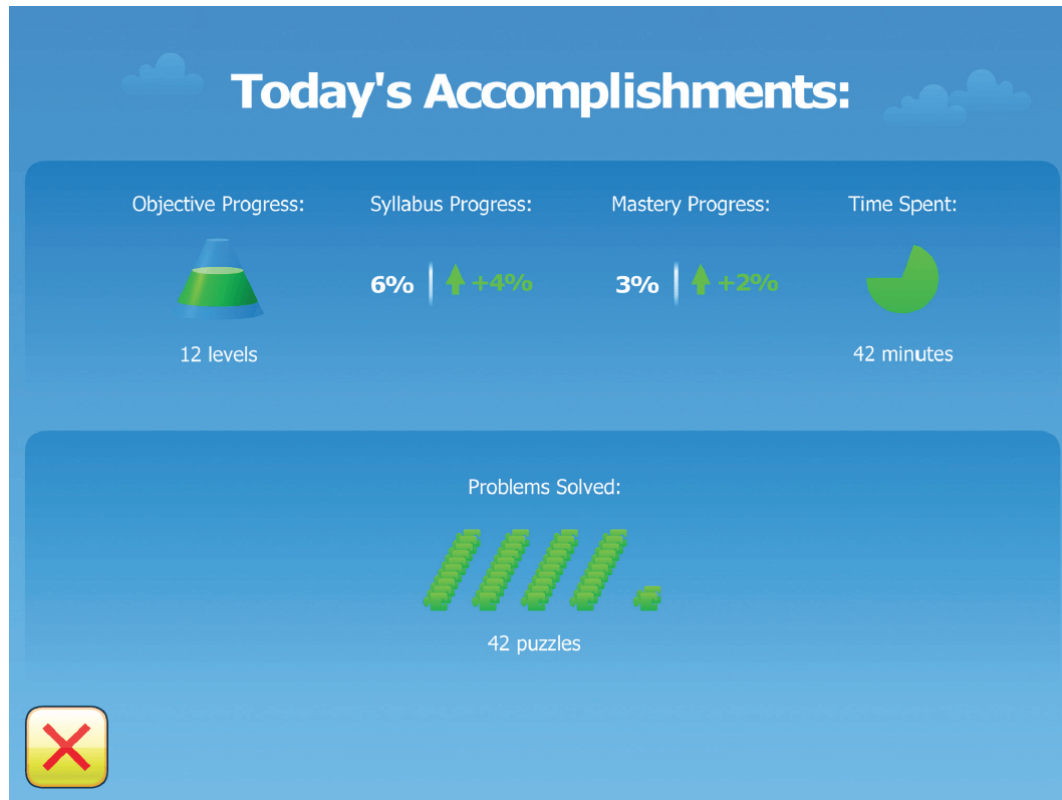 Today's Accomplishments:
Objective Progress:
12 levels
Syllabus Progress:
6% +4%
Mastery Progress:
3% +2%
Time Spent:
42 minutes
Problems Solved:
42 puzzles